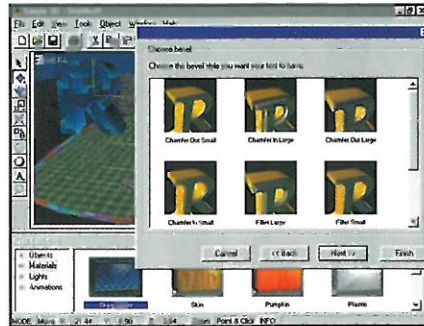 File Edit View Tools Object Window Help
CAMERA
Choose bevel
Choose the bevel style you want your text to have.
Chamfer Out Small
Chamfer In Large
Chamfer Out Large
Chamfer In Small
Fillet Large
Fillet Small
Cancel
<< Back
Next >>
Finish
Objects
Materials
Lights
Animations
Skin
Pumpkin
Plastic
MODE: Move
Zoom
Point & Click
INFO: